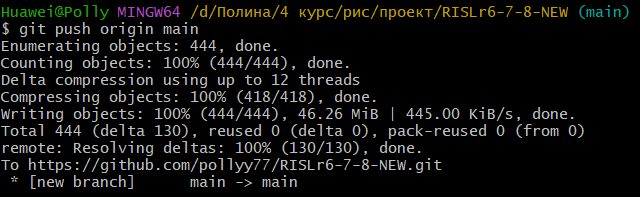 Huawei@Polly MINGW64 /d/Полина/4 курс/рис/проект/RISLr6-7-8-NEW (main)
$ git push origin main
Enumerating objects: 444, done.
Counting objects: 100% (444/444), done.
Delta compression using up to 12 threads
Compressing objects: 100% (418/418), done.
Writing objects: 100% (444/444), 46.26 MiB | 445.00 KiB/s, done.
Total 444 (delta 130), reused 0 (delta 0), pack-reused 0 (from 0)
remote: Resolving deltas: 100% (130/130), done.
To https://github.com/pollyy77/RISLr6-7-8-NEW.git
 * [new branch]      main -> main